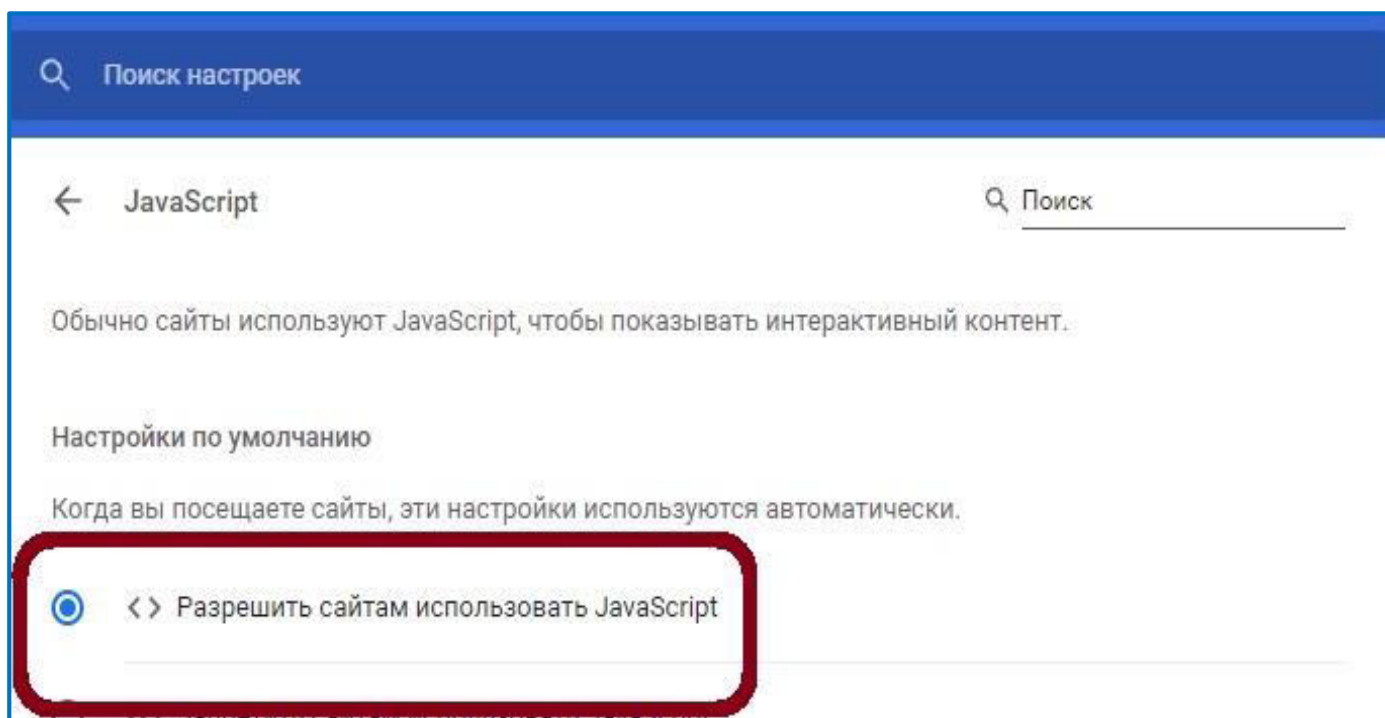 Поиск настроек
JavaScript
Поиск
Обычно сайты используют JavaScript, чтобы показывать интерактивный контент.
Настройки по умолчанию
Когда вы посещаете сайты, эти настройки используются автоматически.
<> Разрешить сайтам использовать JavaScript